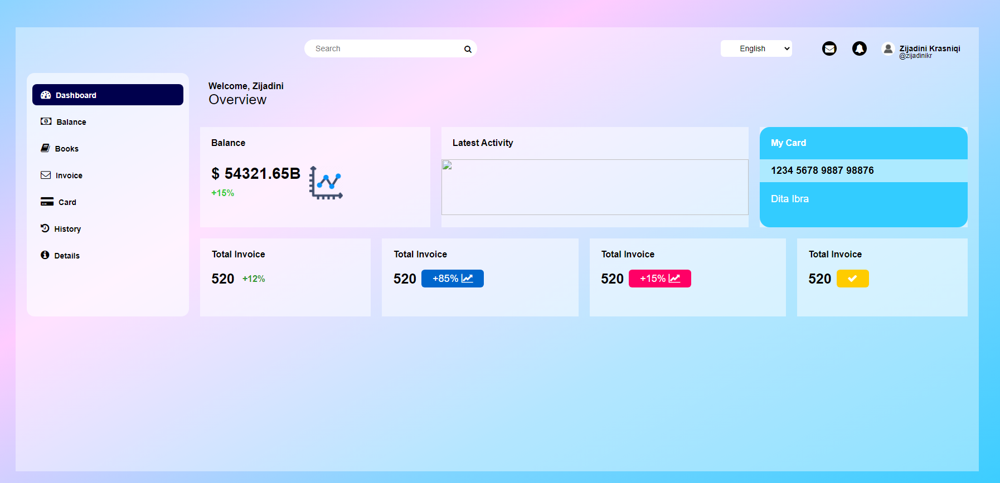 Search
English
Zijadini Krasniqi
@zijadinikr
Dashboard
Balance
Books
Invoice
Card
History
Details
Welcome, Zijadini
Overview
Balance
$ 54321.65B
+15%
Latest Activity
My Card
1234 5678 9887 98876
Dita Ibra
Total Invoice
520 +12%
Total Invoice
520 +85%
Total Invoice
520 +15%
Total Invoice
520